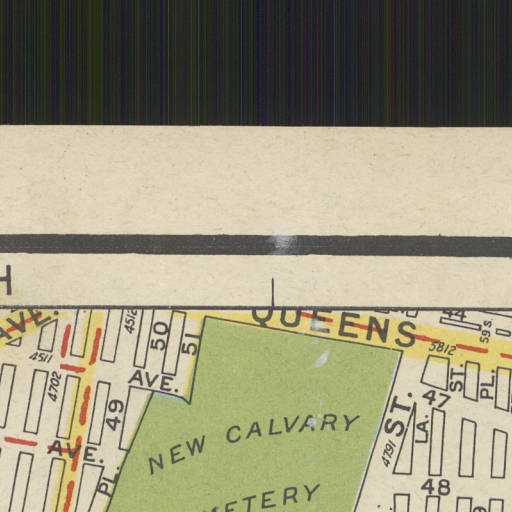 H
AVE.
4512
50
51
QUEENS
44
59 S
5812
4511
4702
AVE.
49
ST.
PL.
47
ST.
LA.
4791
NEW CALVARY
AVE.
PL.
48
METERY